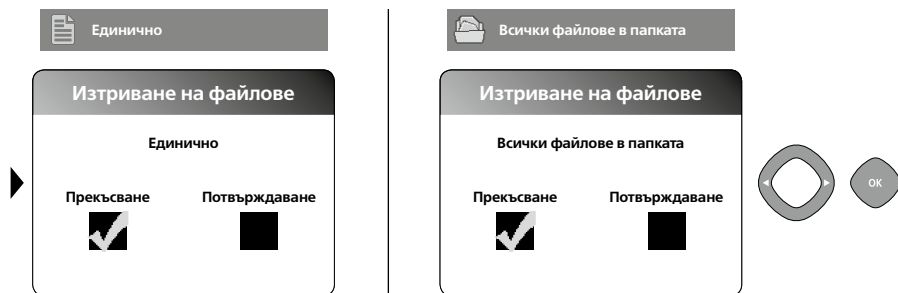 Единично
Изтриване на файлове
Единично
Прекъсване
Потвърждаване
Всички файлове в папката
Изтриване на файлове
Всички файлове в папката
Прекъсване
Потвърждаване
OK